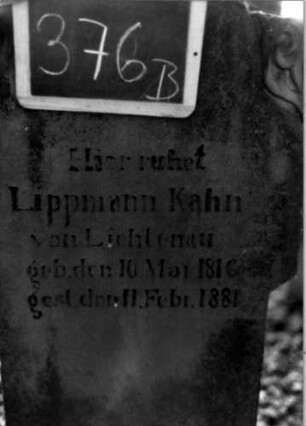 376B
Hier ruhet
Lippmann Kahn
von Lichtenau
geb. den 10. Mai 1816
gest. den 11. Febr. 1881